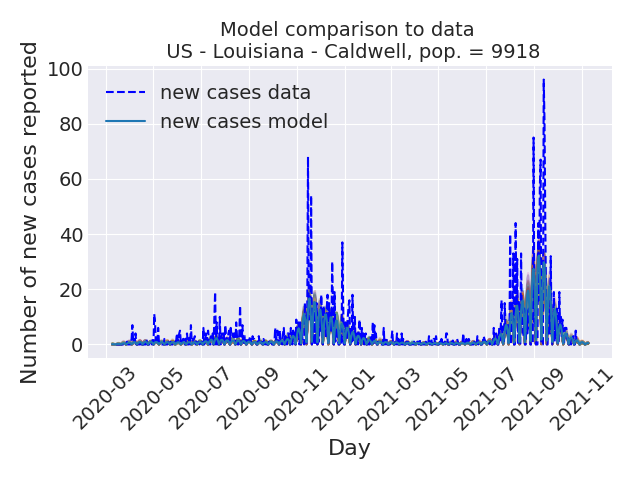 Model comparison to data
US - Louisiana - Caldwell, pop. = 9918
Number of new cases reported
100
80
60
40
20
0
new cases data
new cases model
2020-03
2020-05
2020-07
2020-09
2020-11
2021-01
2021-03
2021-05
2021-07
2021-09
2021-11
Day